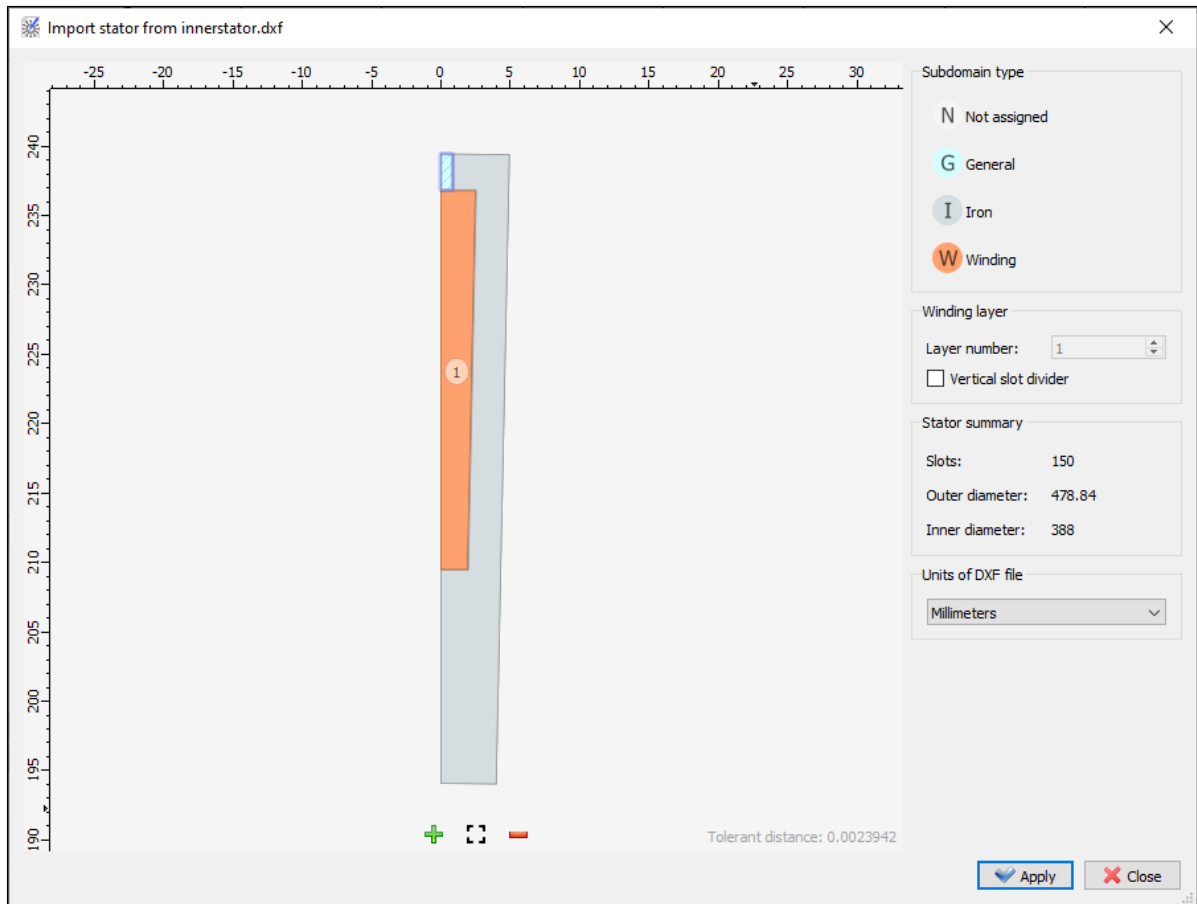 Import stator from innerstator.dxf
-25 -20 -15 -10 -5 0 5 10 15 20 25 30
240
235
230
225
220
215
210
205
200
195
190
1
Tolerant distance: 0.0023942
Subdomain type
N Not assigned
G General
I Iron
W Winding
Winding layer
Layer number: 1
Vertical slot divider
Stator summary
Slots: 150
Outer diameter: 478.84
Inner diameter: 388
Units of DXF file
Millimeters
Apply Close